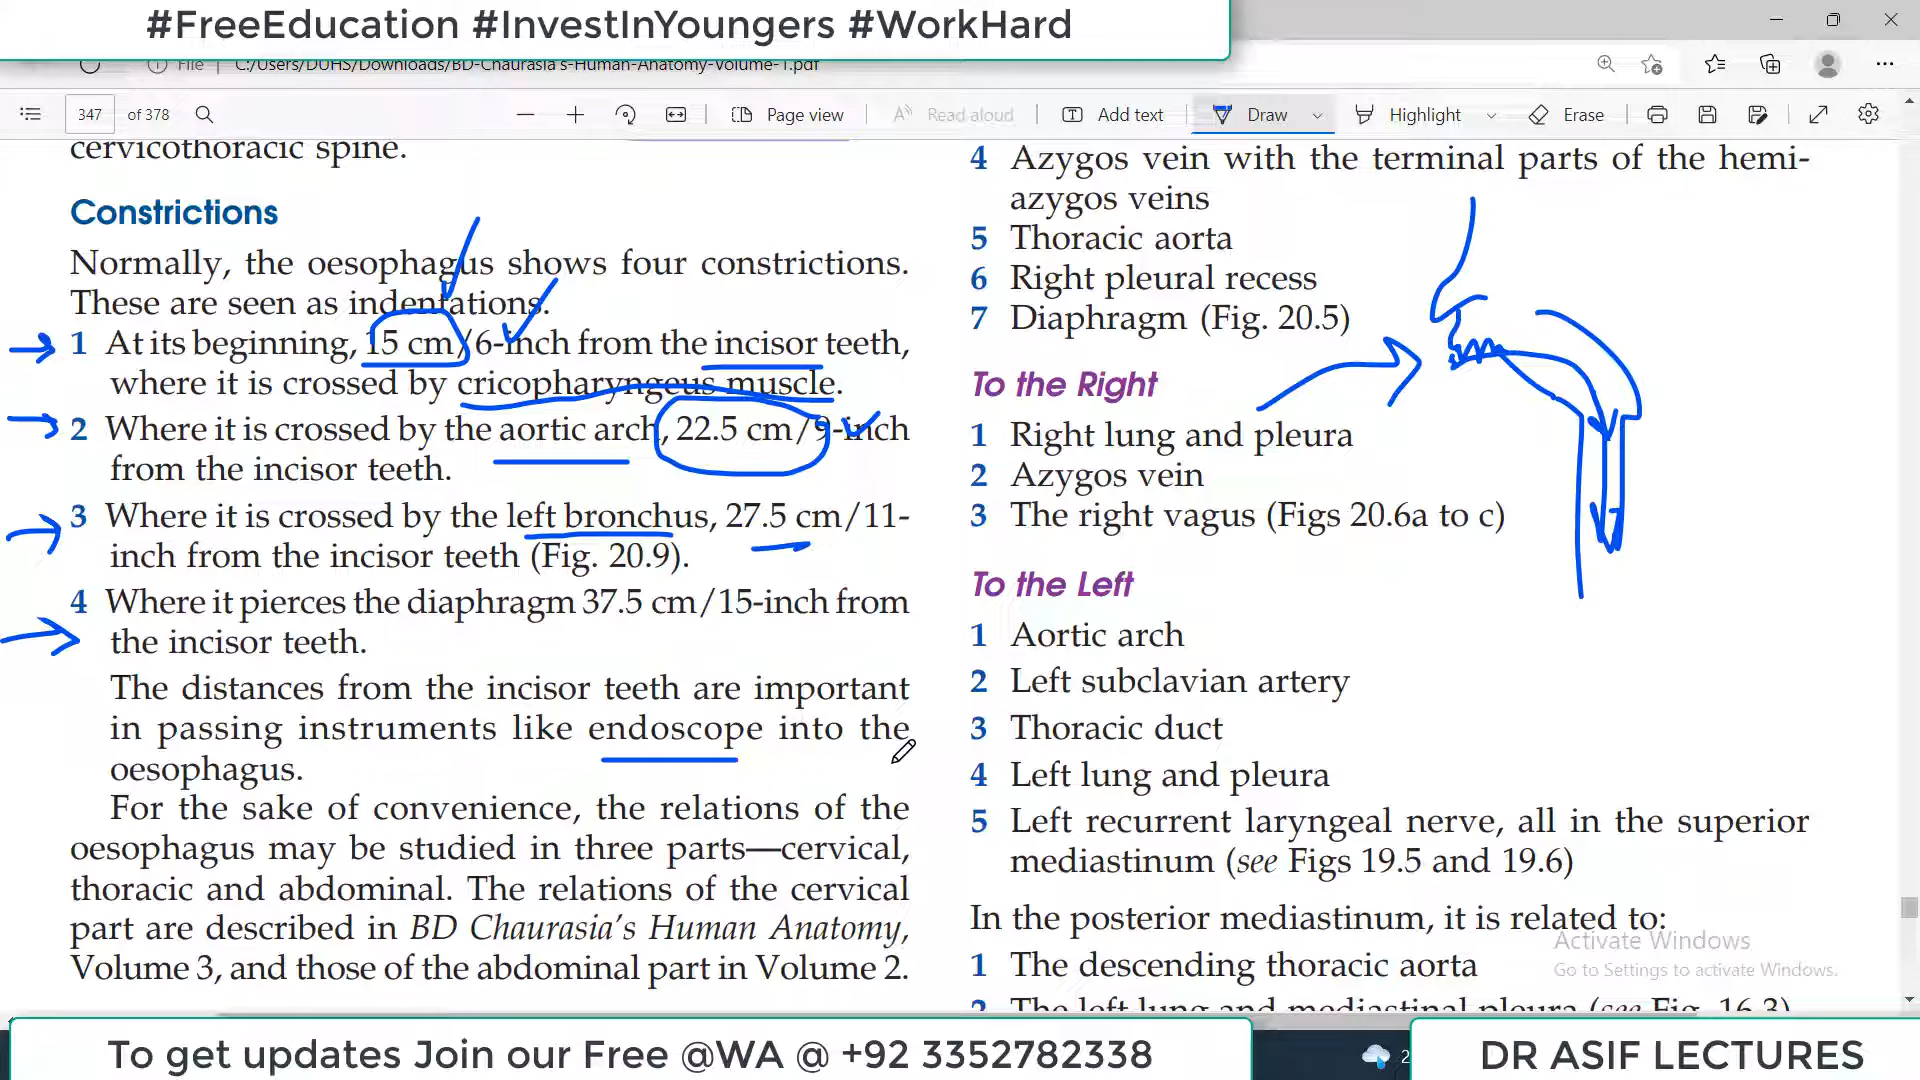 #FreeEducation #InvestInYoungers #WorkHard
File | C:/Users/DUHS/Downloads/BD-Chaurasia's-Human-Anatomy-Volume-1.pdf
347 of 378
Page view
Read aloud
Add text
Draw
Highlight
Erase
cervicothoracic spine.
Constrictions
Normally, the oesophagus shows four constrictions.
These are seen as indentations.
1 At its beginning, 15 cm/6-inch from the incisor teeth,
where it is crossed by cricopharyngeus muscle.
2 Where it is crossed by the aortic arch, 22.5 cm/9-inch
from the incisor teeth.
3 Where it is crossed by the left bronchus, 27.5 cm/11-
inch from the incisor teeth (Fig. 20.9).
4 Where it pierces the diaphragm 37.5 cm/15-inch from
the incisor teeth.
The distances from the incisor teeth are important
in passing instruments like endoscope into the
oesophagus.
For the sake of convenience, the relations of the
oesophagus may be studied in three parts—cervical,
thoracic and abdominal. The relations of the cervical
part are described in BD Chaurasia's Human Anatomy,
Volume 3, and those of the abdominal part in Volume 2.
4 Azygos vein with the terminal parts of the hemi-
azygos veins
5 Thoracic aorta
6 Right pleural recess
7 Diaphragm (Fig. 20.5)
To the Right
1 Right lung and pleura
2 Azygos vein
3 The right vagus (Figs 20.6a to c)
To the Left
1 Aortic arch
2 Left subclavian artery
3 Thoracic duct
4 Left lung and pleura
5 Left recurrent laryngeal nerve, all in the superior
mediastinum (see Figs 19.5 and 19.6)
In the posterior mediastinum, it is related to:
1 The descending thoracic aorta
2 The left lung and mediastinal pleura (see Fig. 16.3)
Activate Windows
Go to Settings to activate Windows.
To get updates Join our Free @WA @ +92 3352782338
DR ASIF LECTURES